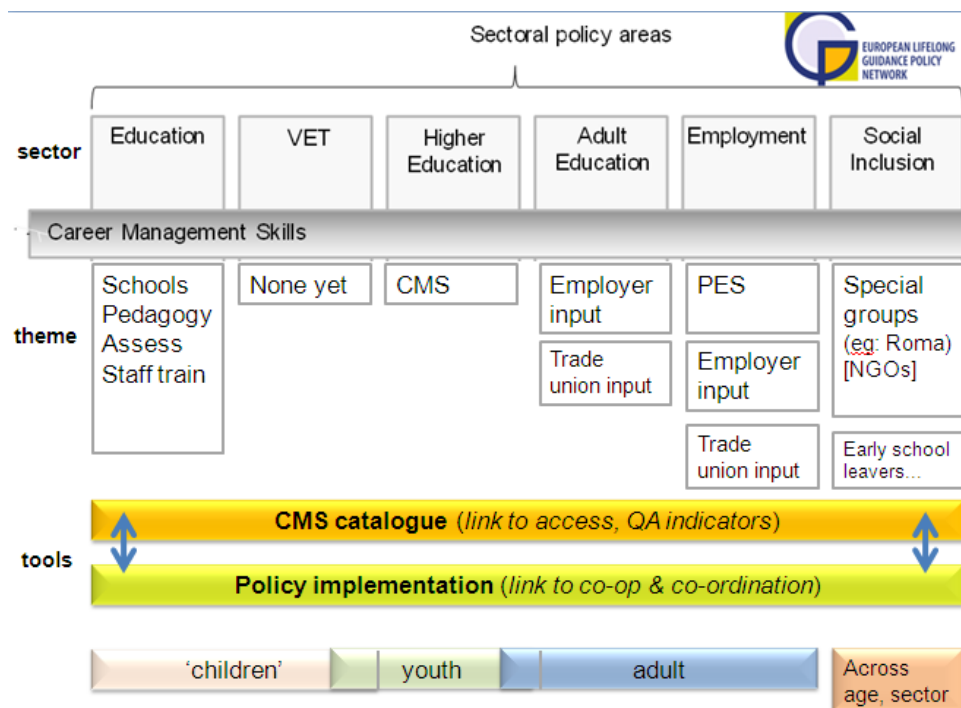 Sectoral policy areas
EUROPEAN LIFELONG
GUIDANCE POLICY
NETWORK
sector
Education
VET
Higher
Education
Adult
Education
Employment
Social
Inclusion
Career Management Skills
theme
Schools
Pedagogy
Assess
Staff train
None yet
CMS
Employer
input
Trade
union input
PES
Employer
input
Trade
union input
Special
groups
(eg: Roma)
[NGOs]
Early school
leavers...
tools
CMS catalogue (link to access, QA indicators)
Policy implementation (link to co-op & co-ordination)
‘children’
youth
adult
Across
age, sector